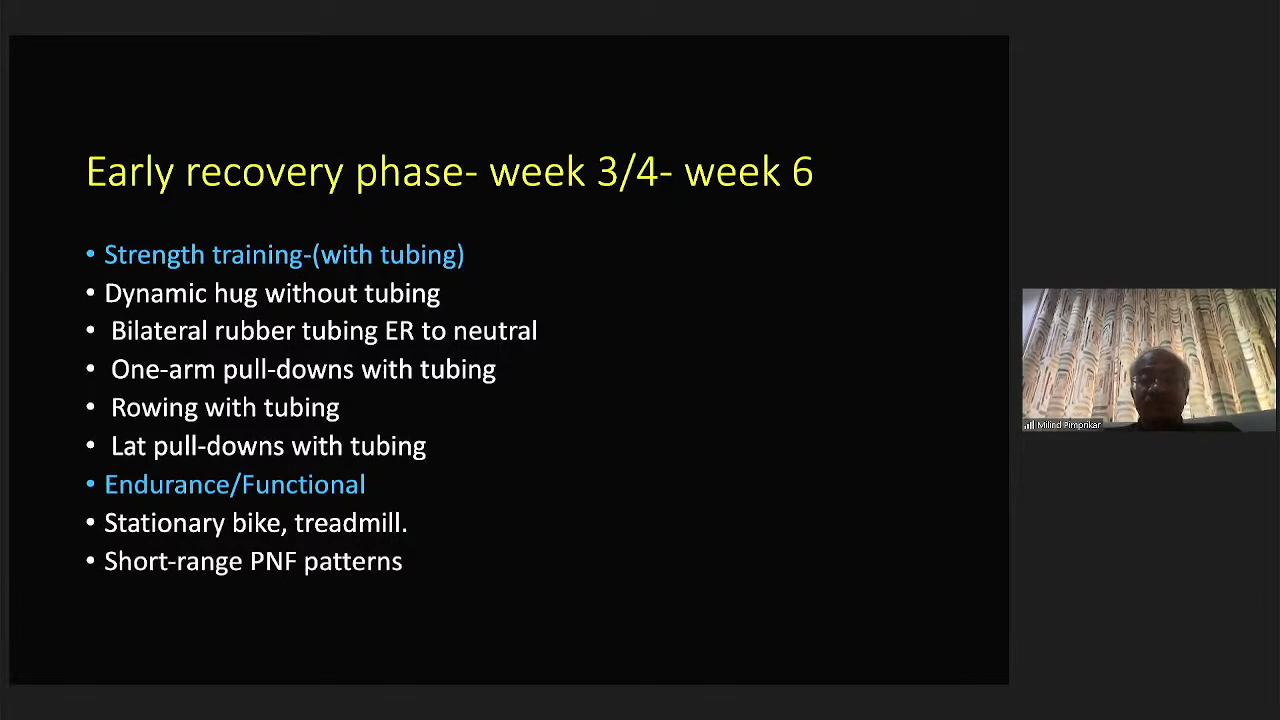 Early recovery phase- week 3/4- week 6
• Strength training-(with tubing)
• Dynamic hug without tubing
• Bilateral rubber tubing ER to neutral
• One-arm pull-downs with tubing
• Rowing with tubing
• Lat pull-downs with tubing
• Endurance/Functional
• Stationary bike, treadmill.
• Short-range PNF patterns
Milind Pimprikar